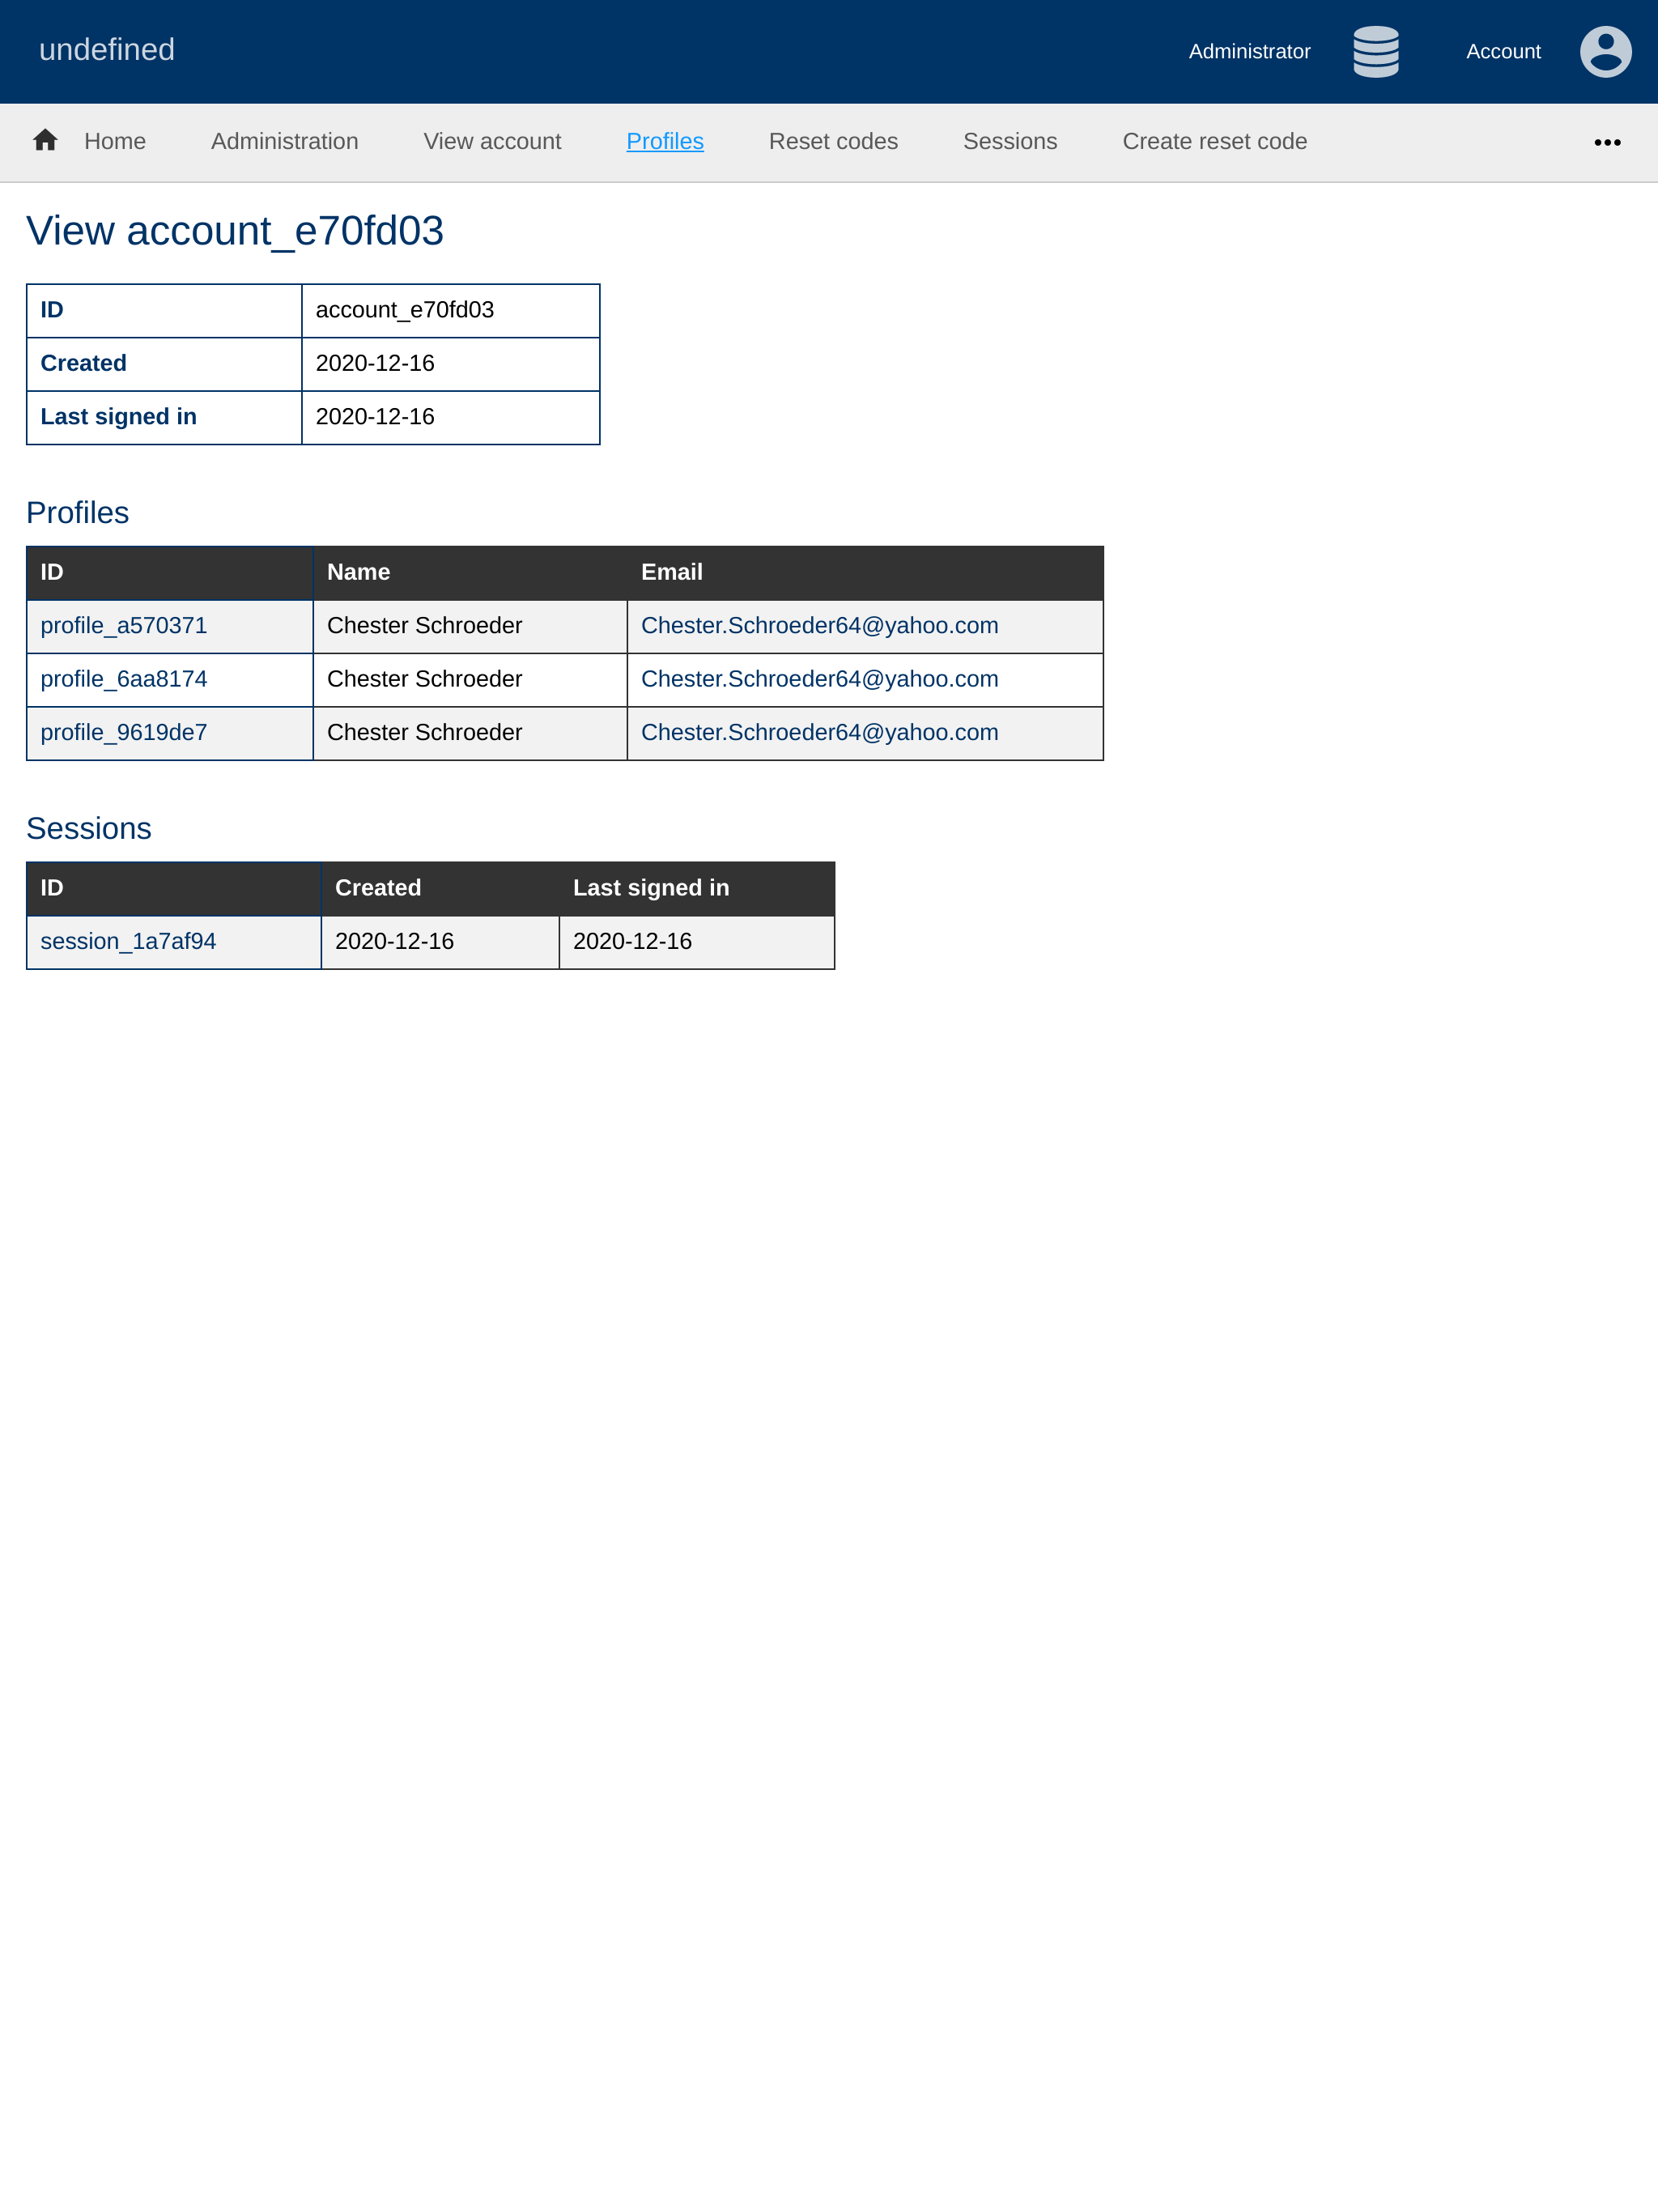 undefined
Administrator Account
Home Administration View account Profiles Reset codes Sessions Create reset code
View account_e70fd03
ID account_e70fd03
Created 2020-12-16
Last signed in 2020-12-16
Profiles
ID Name Email
profile_a570371 Chester Schroeder Chester.Schroeder64@yahoo.com
profile_6aa8174 Chester Schroeder Chester.Schroeder64@yahoo.com
profile_9619de7 Chester Schroeder Chester.Schroeder64@yahoo.com
Sessions
ID Created Last signed in
session_1a7af94 2020-12-16 2020-12-16